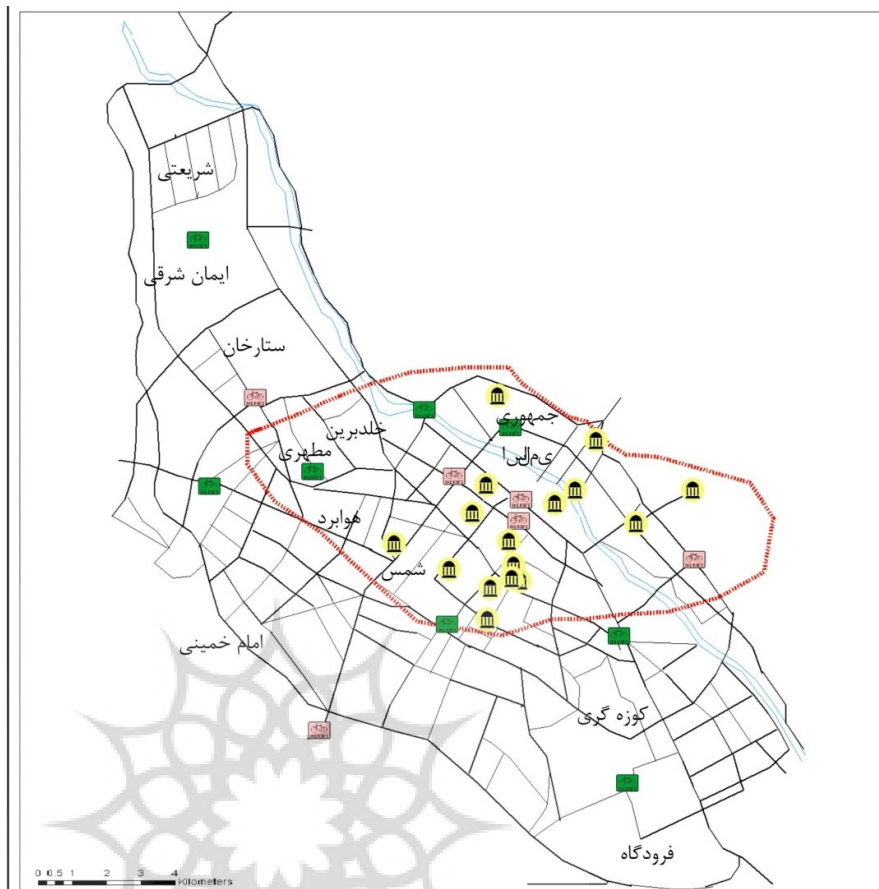 شریعتی
ایمان شرقی
ستارخان
جمهوری
خلدبرین
مطهری
هوابرد
شمس
امام خمینی
کوزه گری
فرودگاه
0 0.5 1 2 3 4
Kilometers